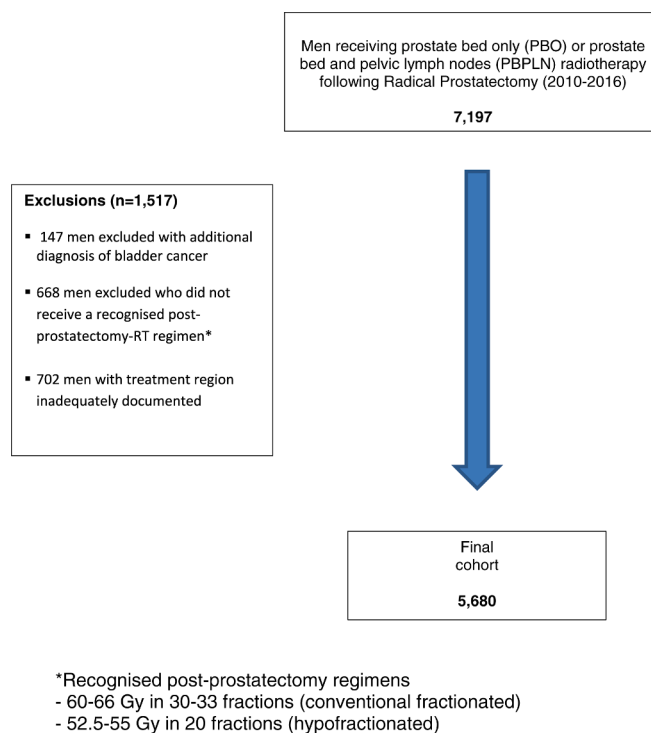 Men receiving prostate bed only (PBO) or prostate
bed and pelvic lymph nodes (PBPLN) radiotherapy
following Radical Prostatectomy (2010-2016)
7,197
Exclusions (n=1,517)
▪ 147 men excluded with additional
diagnosis of bladder cancer
▪ 668 men excluded who did not
receive a recognised post-
prostatectomy-RT regimen*
▪ 702 men with treatment region
inadequately documented
Final
cohort
5,680
*Recognised post-prostatectomy regimens
- 60-66 Gy in 30-33 fractions (conventional fractionated)
- 52.5-55 Gy in 20 fractions (hypofractionated)